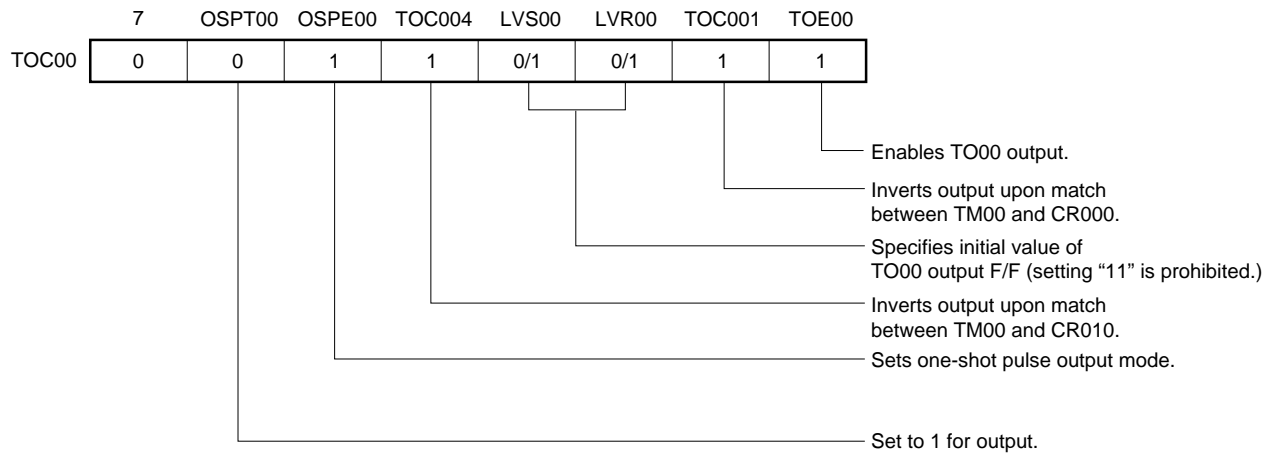 7 OSPT00 OSPE00 TOC004 LVS00 LVR00 TOC001 TOE00
TOC00 0 0 1 1 0/1 0/1 1 1
Enables TO00 output.
Inverts output upon match
between TM00 and CR000.
Specifies initial value of
TO00 output F/F (setting “11” is prohibited.)
Inverts output upon match
between TM00 and CR010.
Sets one-shot pulse output mode.
Set to 1 for output.